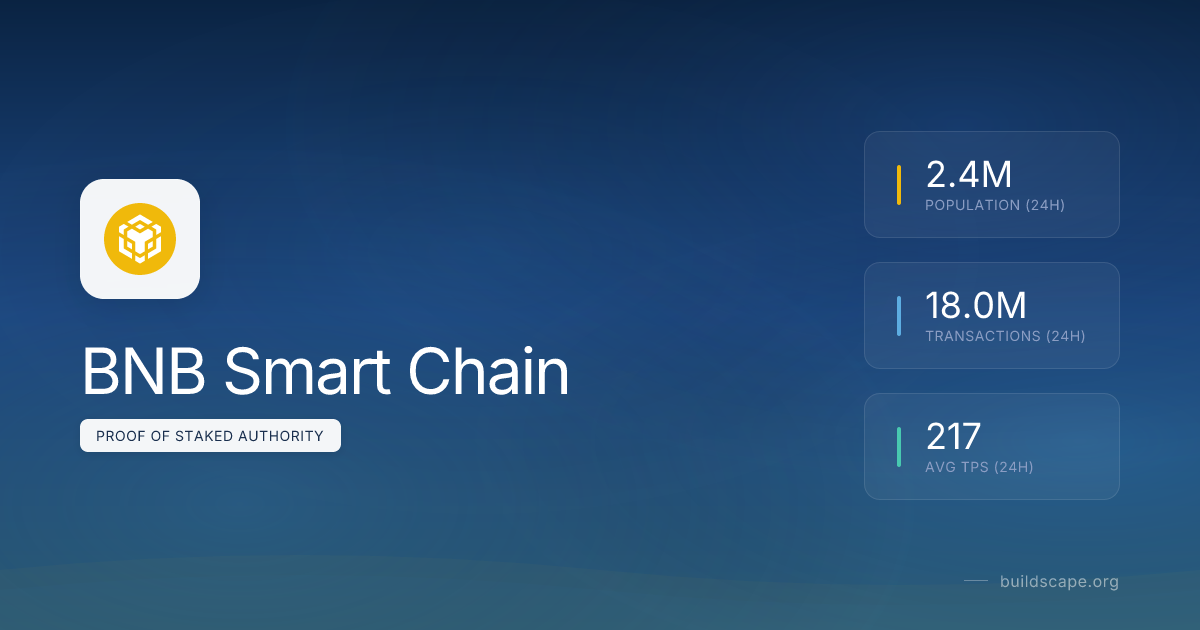 BNB Smart Chain
PROOF OF STAKED AUTHORITY
2.4M
POPULATION (24H)
18.0M
TRANSACTIONS (24H)
217
AVG TPS (24H)
buildscape.org